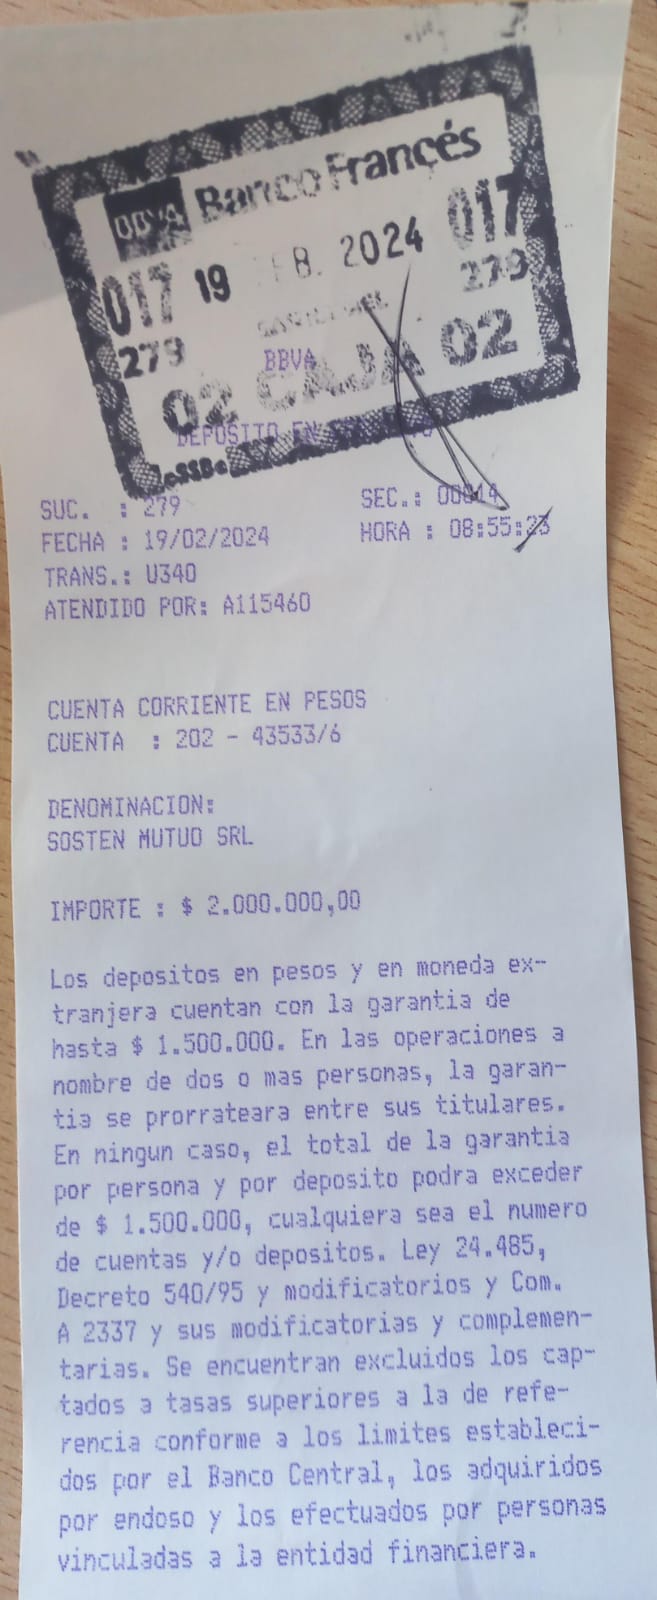 BBVA Banco Francés
017 19 FEB. 2024 017
279 279
BBVA
02 CAJA 02
DEPOSITO EN
SUC. : 279 SEC.: 00014
FECHA : 19/02/2024 HORA : 08:55:23
TRANS.: U340
ATENDIDO POR: A115460
CUENTA CORRIENTE EN PESOS
CUENTA : 202 - 43533/6
DENOMINACION:
SOSTEN MUTUO SRL
IMPORTE : $ 2.000.000,00
Los depositos en pesos y en moneda ex-
tranjera cuentan con la garantia de
hasta $ 1.500.000. En las operaciones a
nombre de dos o mas personas, la garan-
tia se prorrateara entre sus titulares.
En ningun caso, el total de la garantia
por persona y por deposito podra exceder
de $ 1.500.000, cualquiera sea el numero
de cuentas y/o depositos. Ley 24.485,
Decreto 540/95 y modificatorios y Com.
A 2337 y sus modificatorias y complemen-
tarias. Se encuentran excluidos los cap-
tados a tasas superiores a la de refe-
rencia conforme a los limites estableci-
dos por el Banco Central, los adquiridos
por endoso y los efectuados por personas
vinculadas a la entidad financiera.